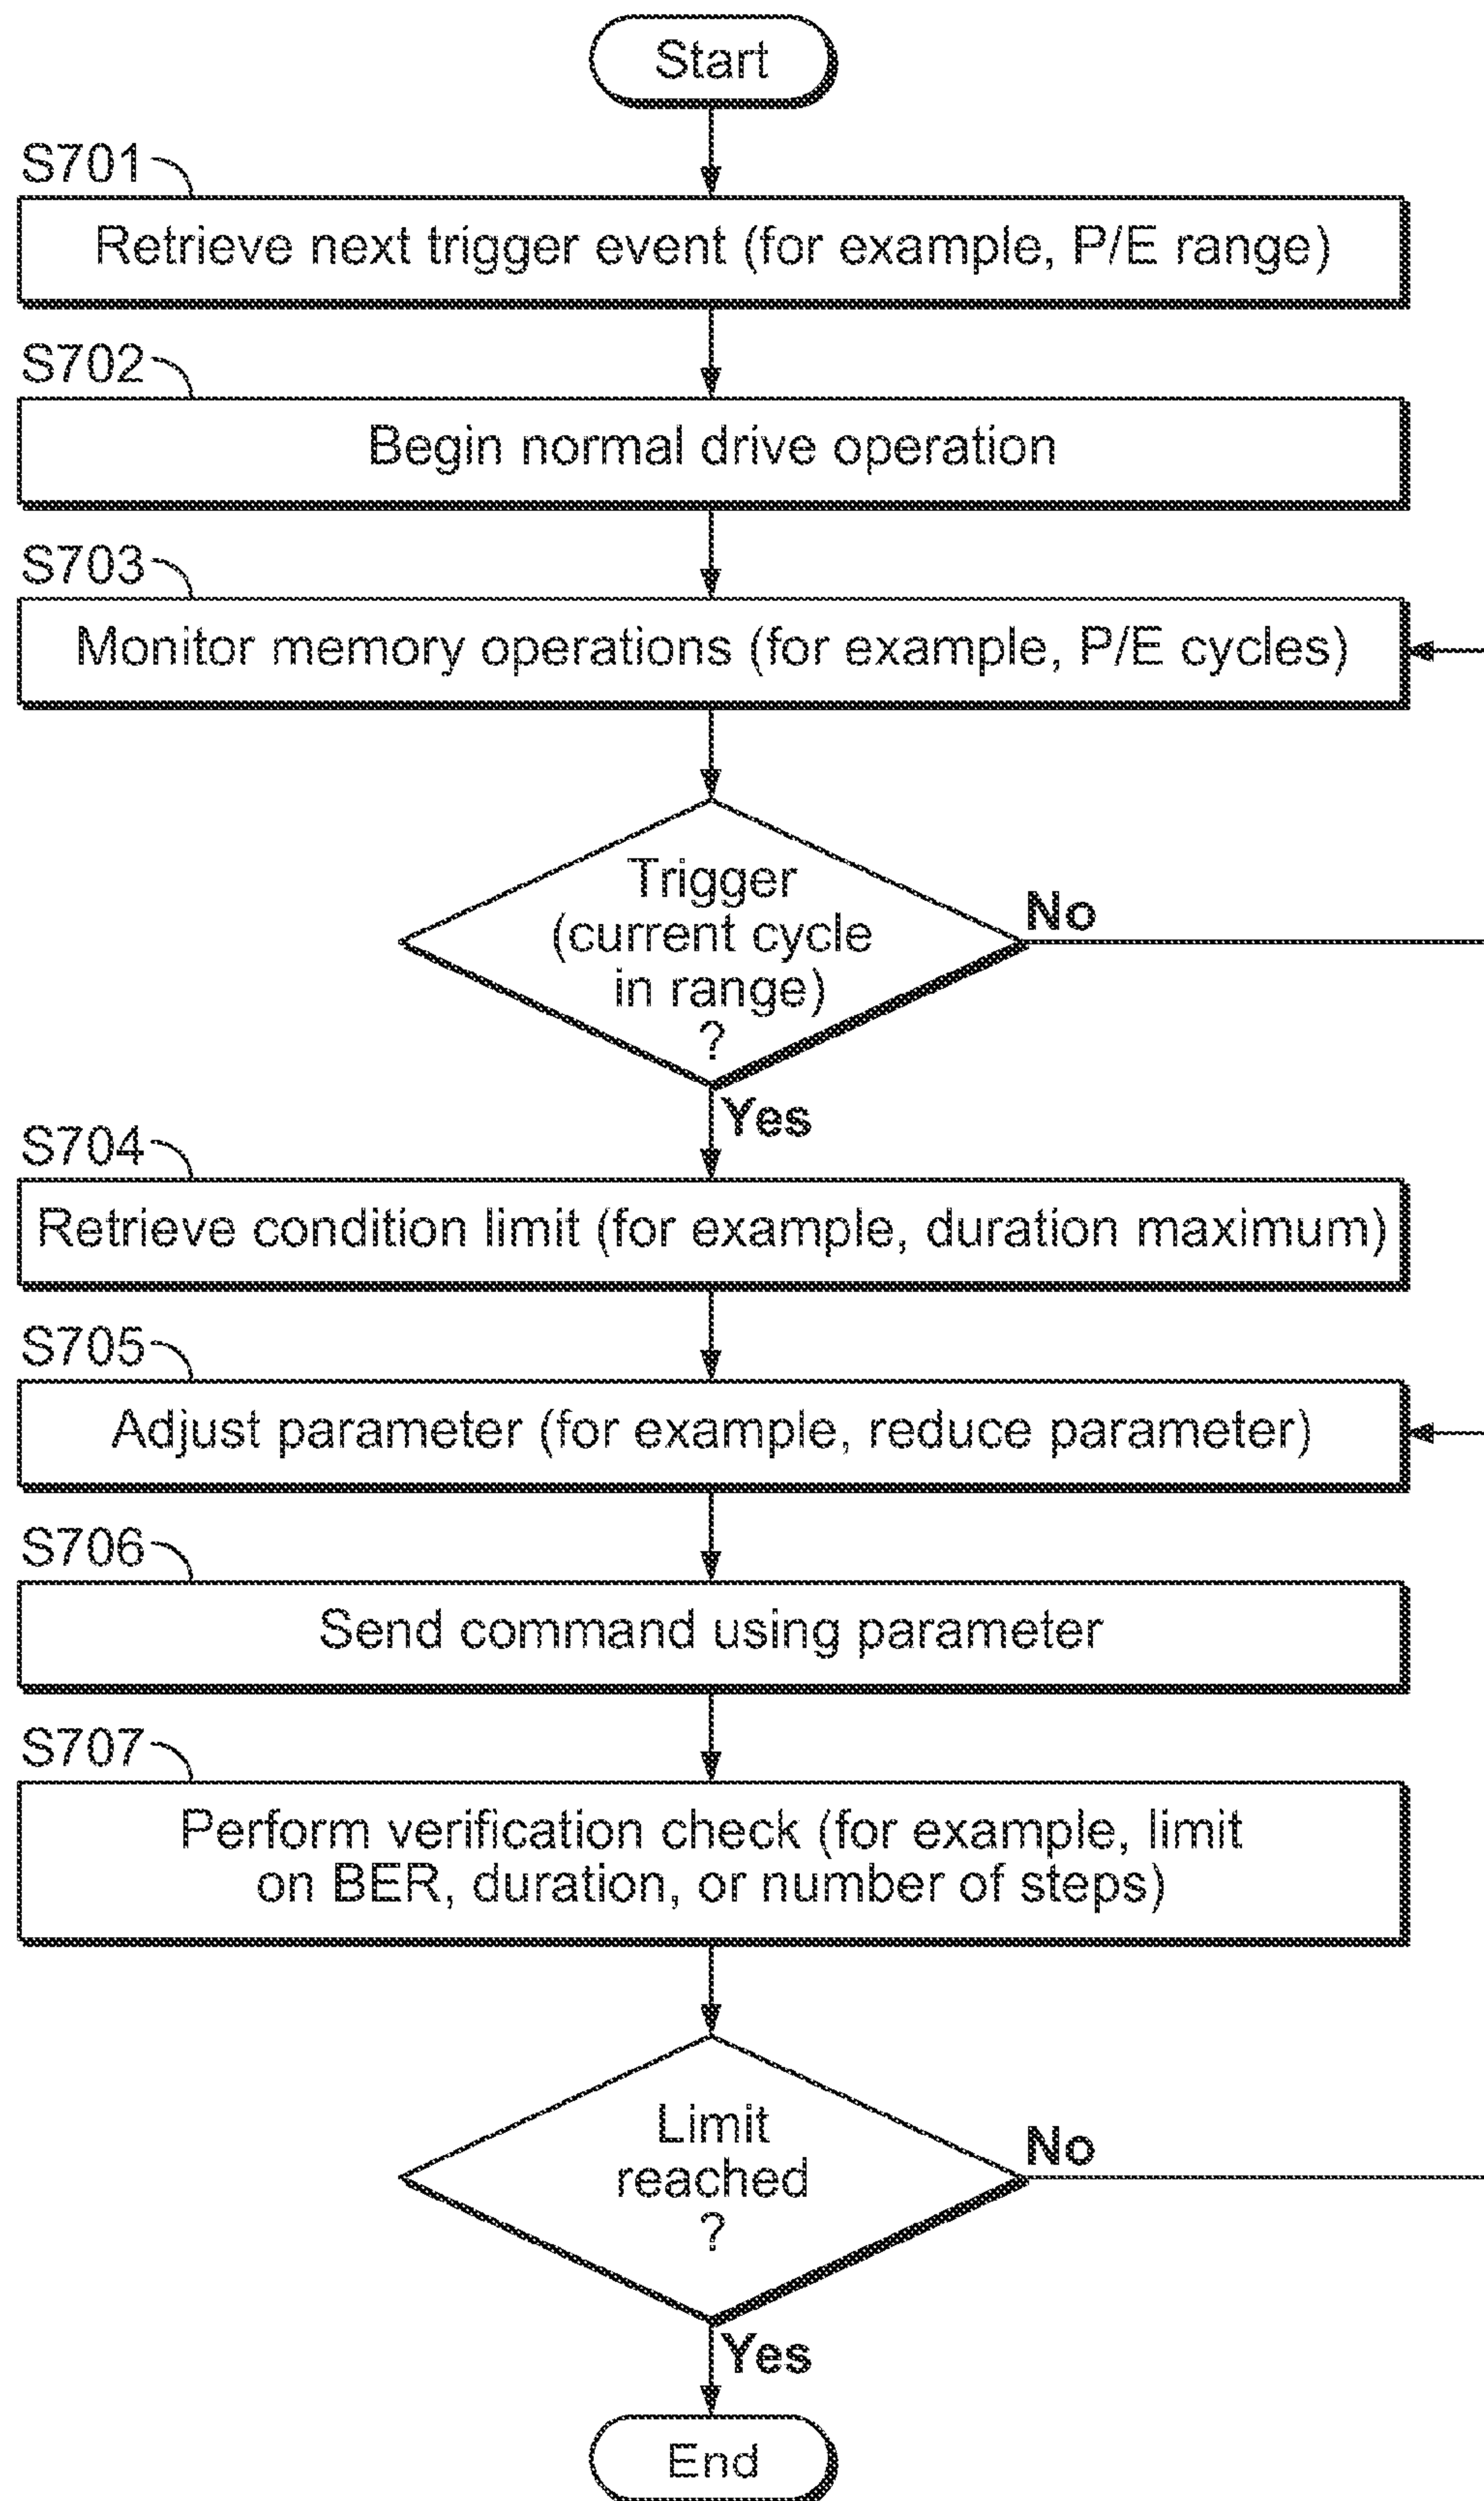 Start
S701
Retrieve next trigger event (for example, P/E range)
S702
Begin normal drive operation
S703
Monitor memory operations (for example, P/E cycles)
Trigger
(current cycle
in range)
?
No
Yes
S704
Retrieve condition limit (for example, duration maximum)
S705
Adjust parameter (for example, reduce parameter)
S706
Send command using parameter
S707
Perform verification check (for example, limit
on BER, duration, or number of steps)
Limit
reached
?
No
Yes
End